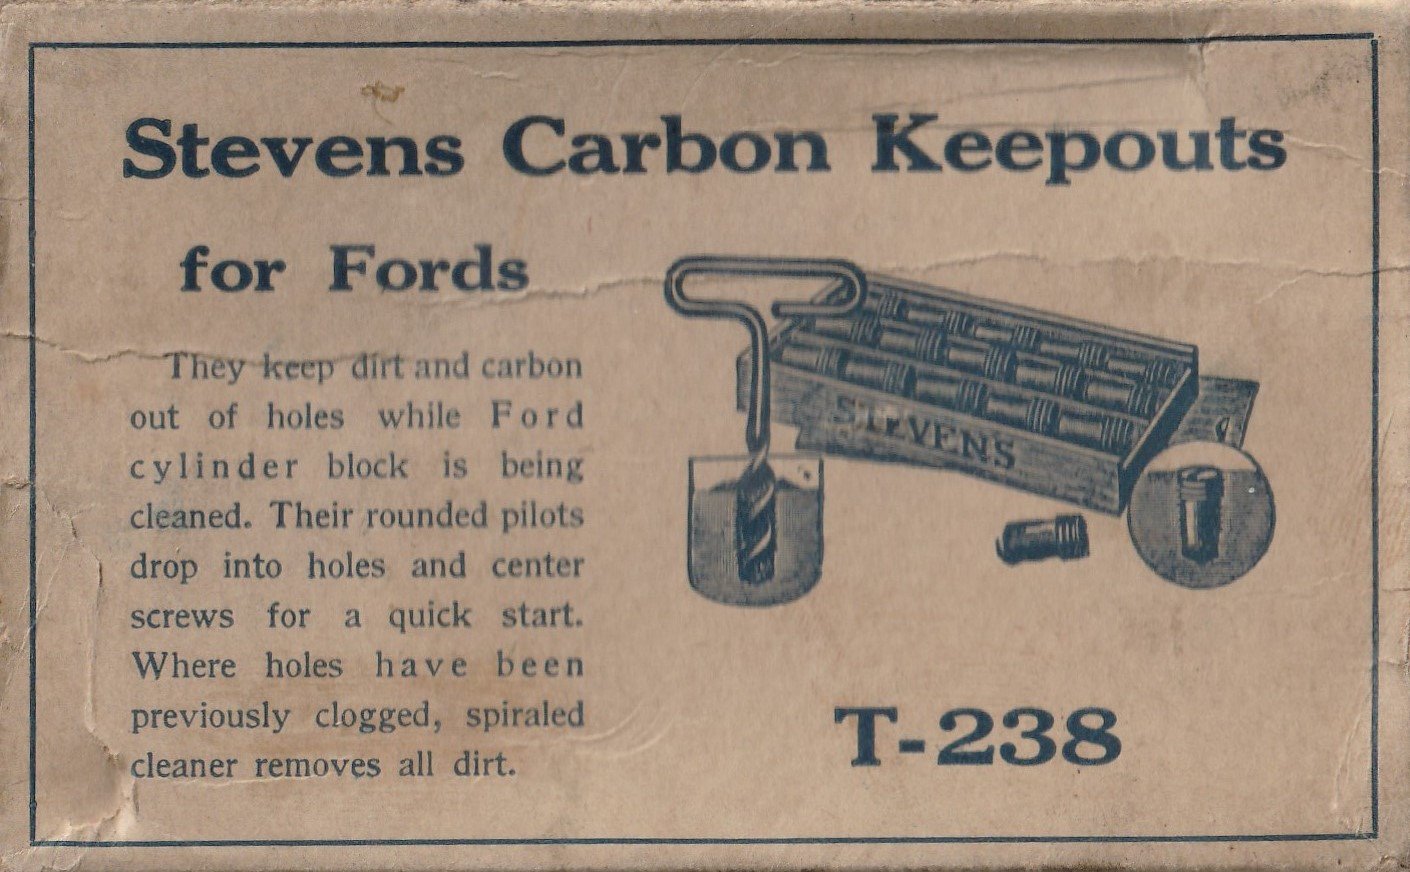 Stevens Carbon Keepouts
for Fords
They keep dirt and carbon
out of holes while Ford
cylinder block is being
cleaned. Their rounded pilots
drop into holes and center
screws for a quick start.
Where holes have been
previously clogged, spiraled
cleaner removes all dirt.
STEVENS
T-238